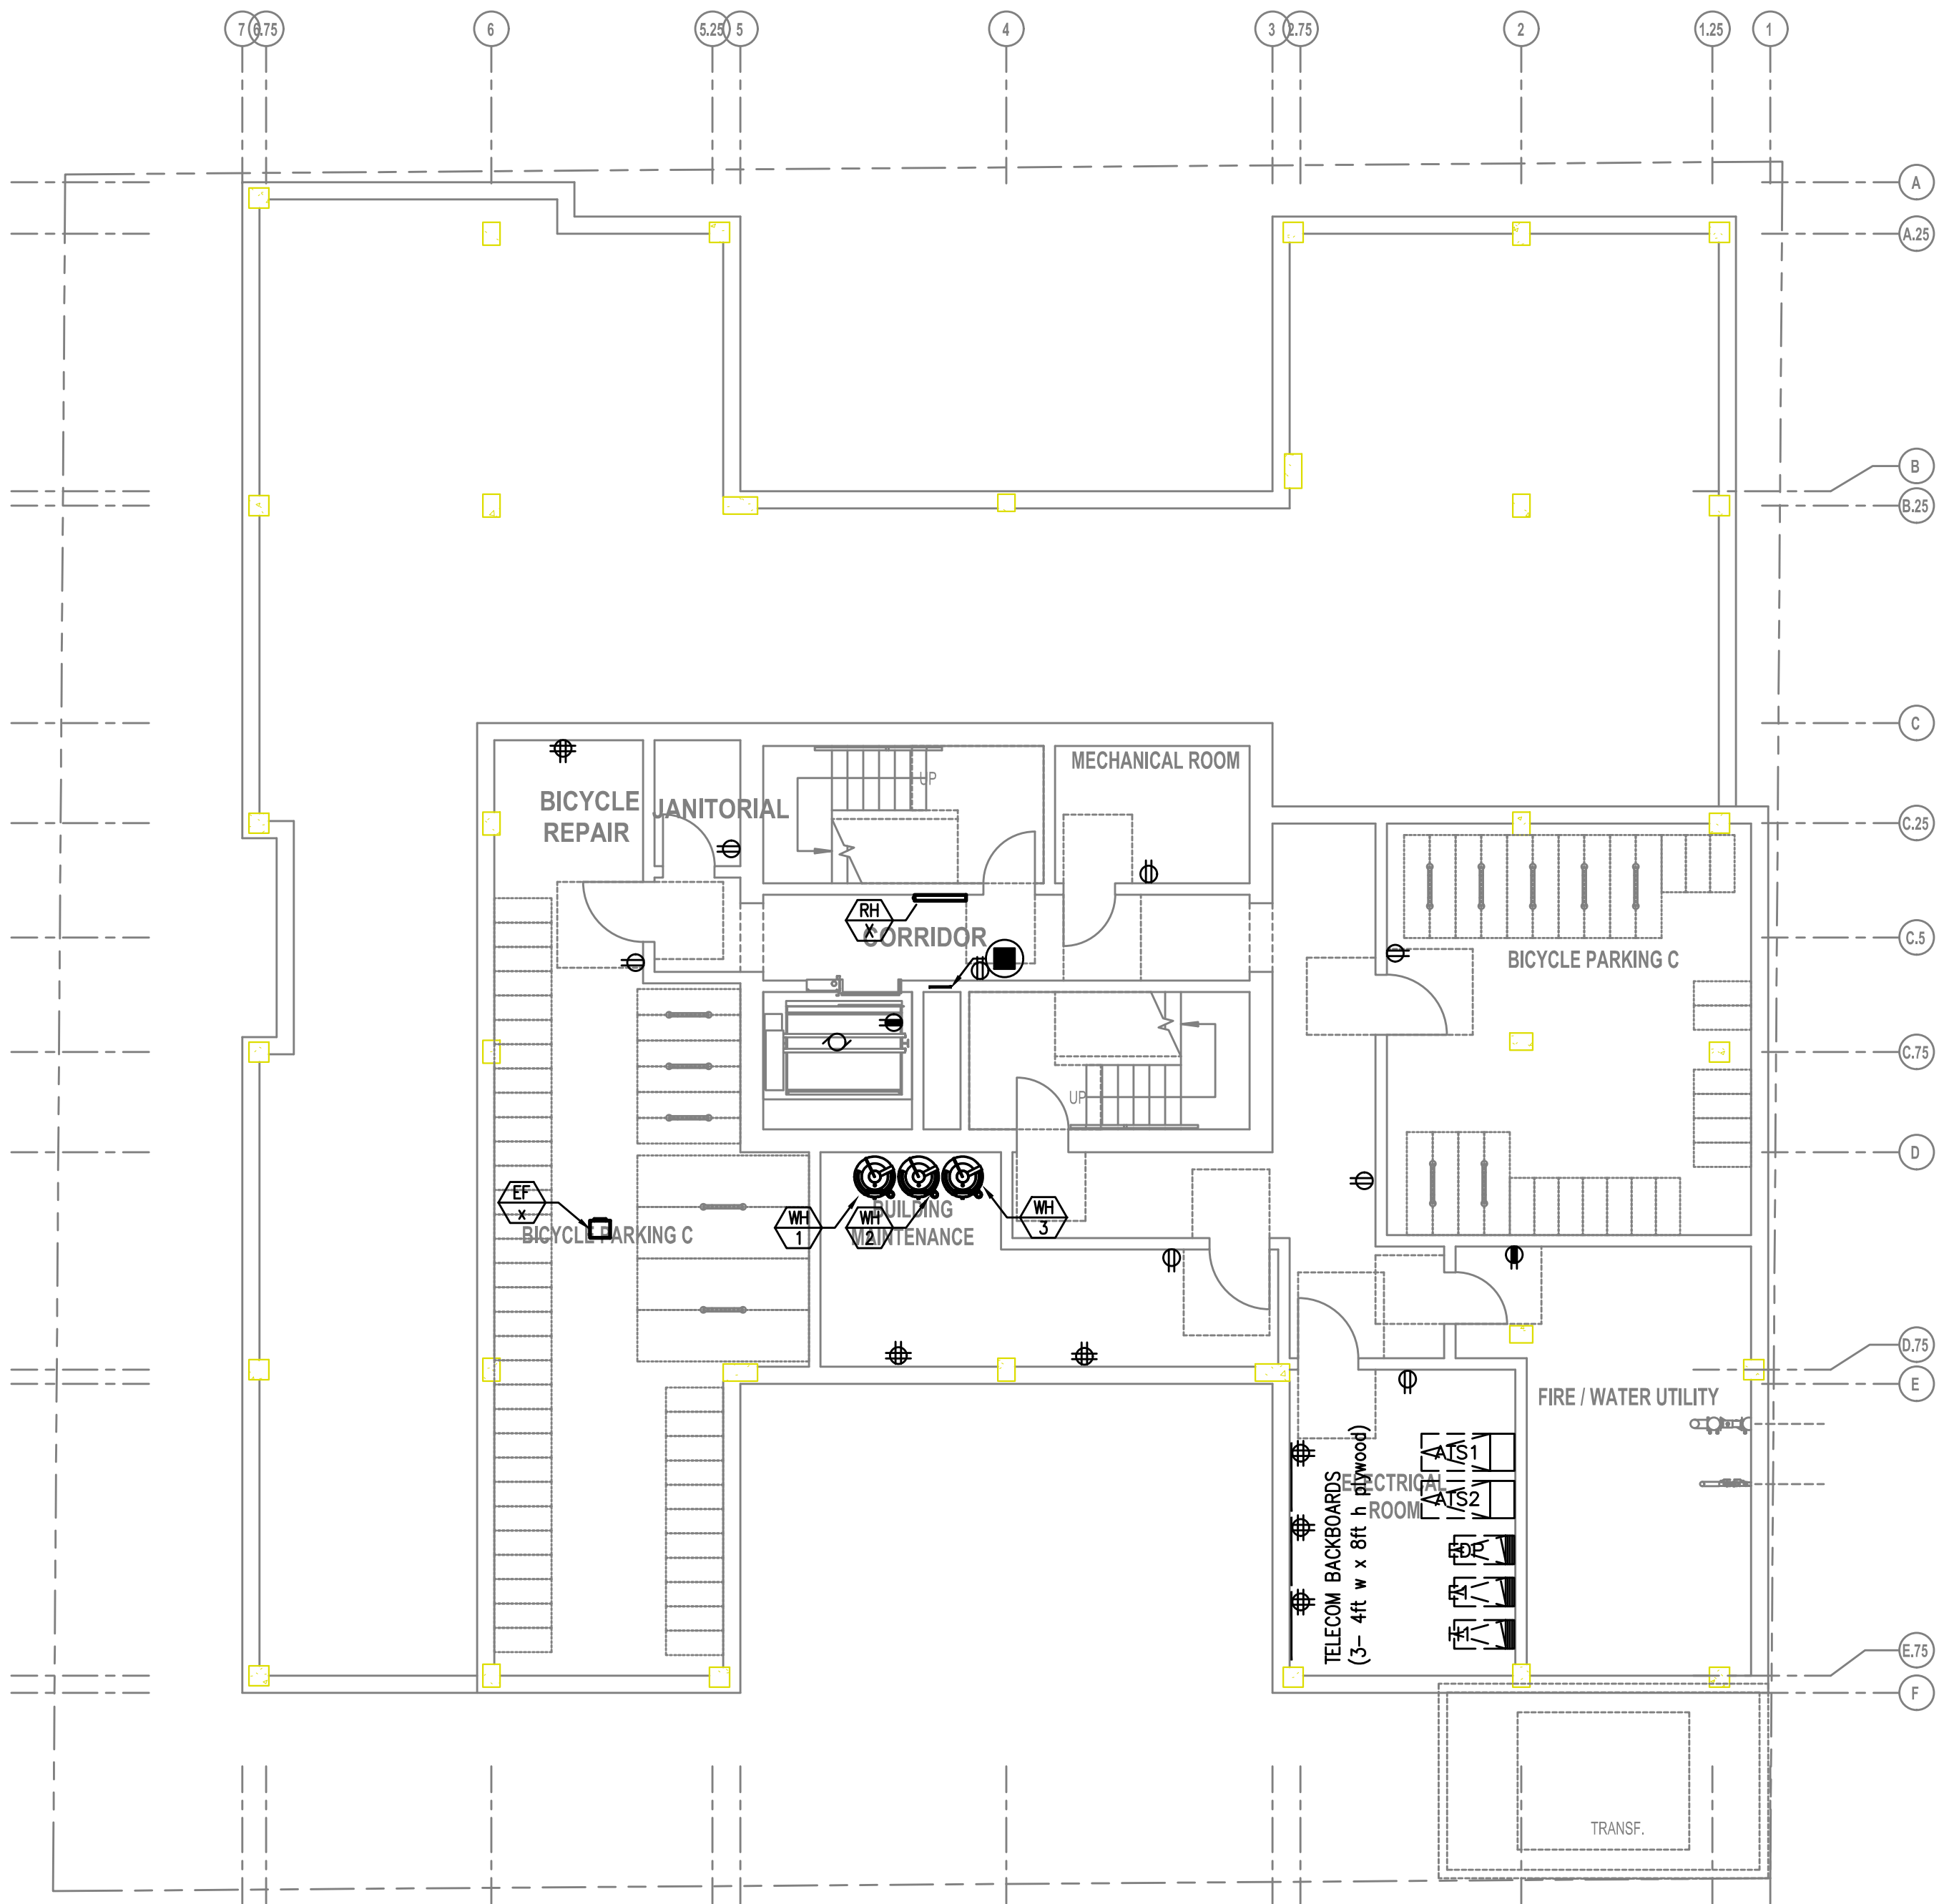 7
6.75
6
5.25
5
4
3
2.75
2
1.25
1
A
A.25
B
B.25
C
C.25
C.5
C.75
D
D.75
E
E.75
F
UP
MECHANICAL ROOM
BICYCLE
REPAIR
JANITORIAL
RH
X
CORRIDOR
BICYCLE PARKING C
UP
EF
x
BICYCLE PARKING C
WH
1
WH
2
WH
3
BUILDING
MAINTENANCE
FIRE / WATER UTILITY
TELECOM BACKBOARDS
(3- 4ft w x 8ft h plywood)
ELECTRICAL
ROOM
ATS1
ATS2
EDP
E1
H1
TRANSF.